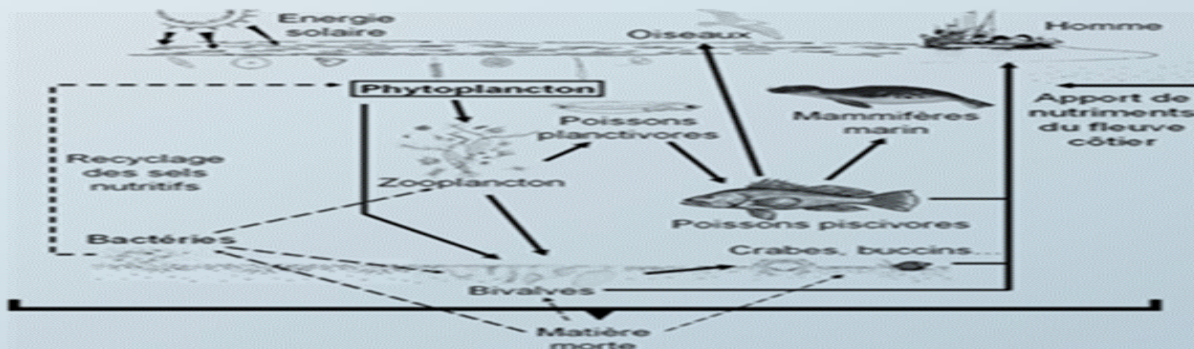 Energie
solaire
Oiseaux
Homme
Phytoplancton
Poissons
planctivores
Mammifères
marin
Apport de
nutriments
du fleuve
côtier
Recyclage
des sels
nutritifs
Zooplancton
Poissons piscivores
Bactéries
Crabes, buccins...
Bivalves
Matière
morte